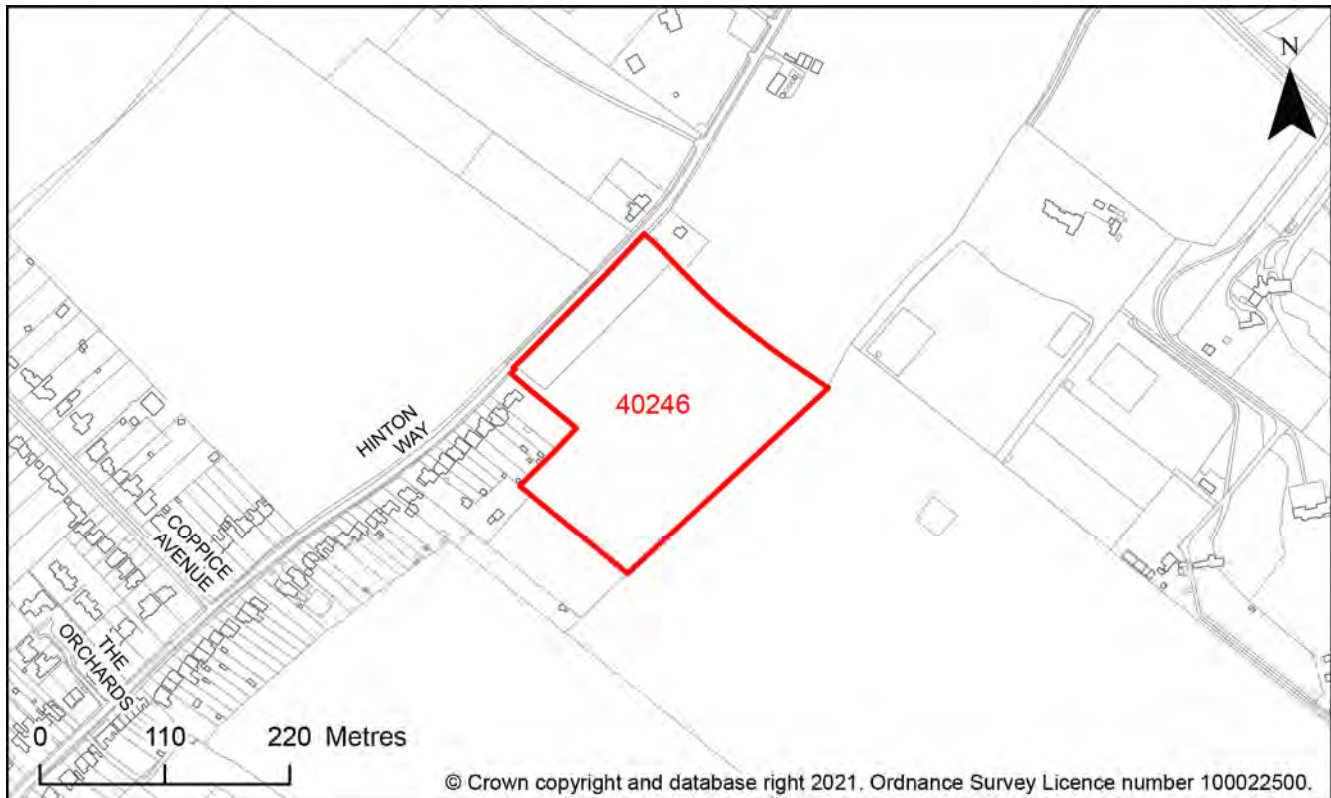 N
40246
HINTON
WAY
COPPICE
AVENUE
THE
ORCHARDS
0 110 220 Metres
© Crown copyright and database right 2021. Ordnance Survey Licence number 100022500.